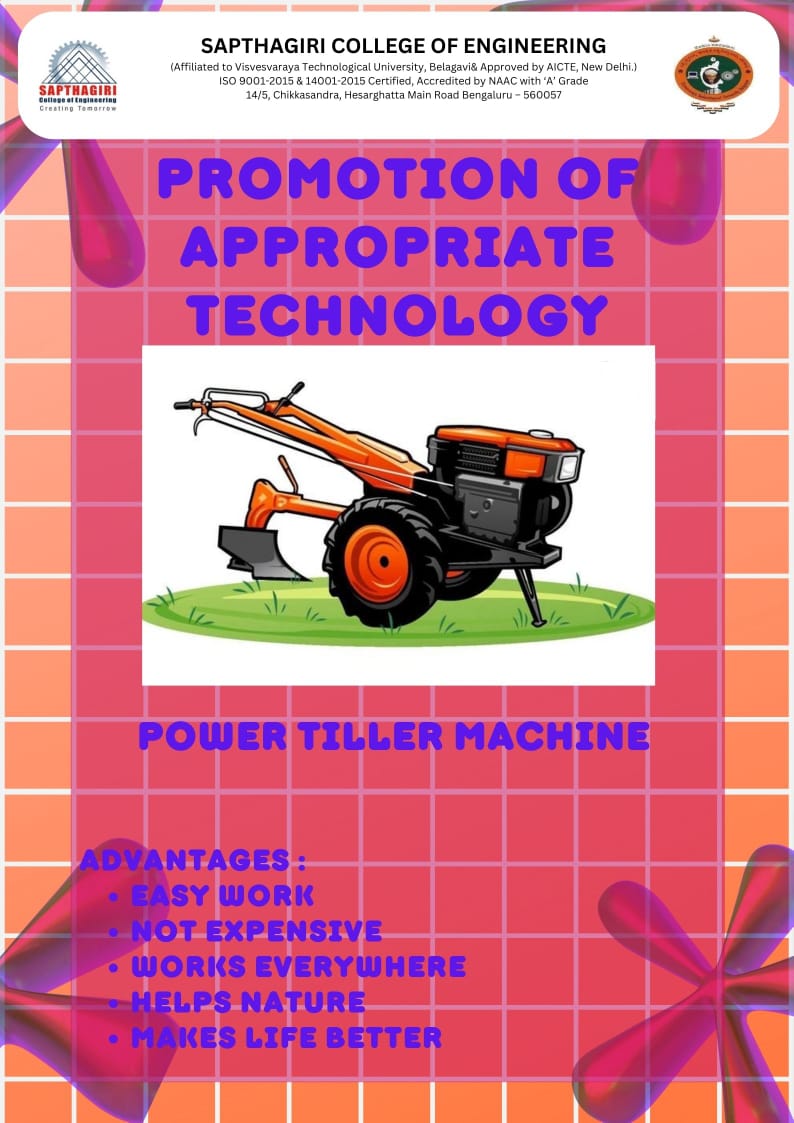 SAPTHAGIRI COLLEGE OF ENGINEERING
(Affiliated to Visvesvaraya Technological University, Belagavi& Approved by AICTE, New Delhi.)
ISO 9001-2015 & 14001-2015 Certified, Accredited by NAAC with ‘A’ Grade
14/5, Chikkasandra, Hesarghatta Main Road Bengaluru – 560057
SAPTHAGIRI
College of Engineering
Creating Tomorrow
PROMOTION OF
APPROPRIATE
TECHNOLOGY
POWER TILLER MACHINE
ADVANTAGES :
• EASY WORK
• NOT EXPENSIVE
• WORKS EVERYWHERE
• HELPS NATURE
• MAKES LIFE BETTER